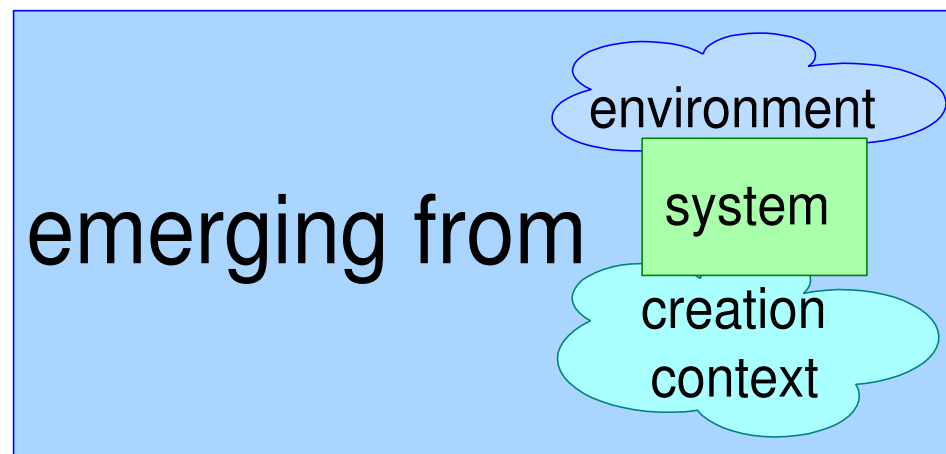 emerging from
environment
system
creation
context